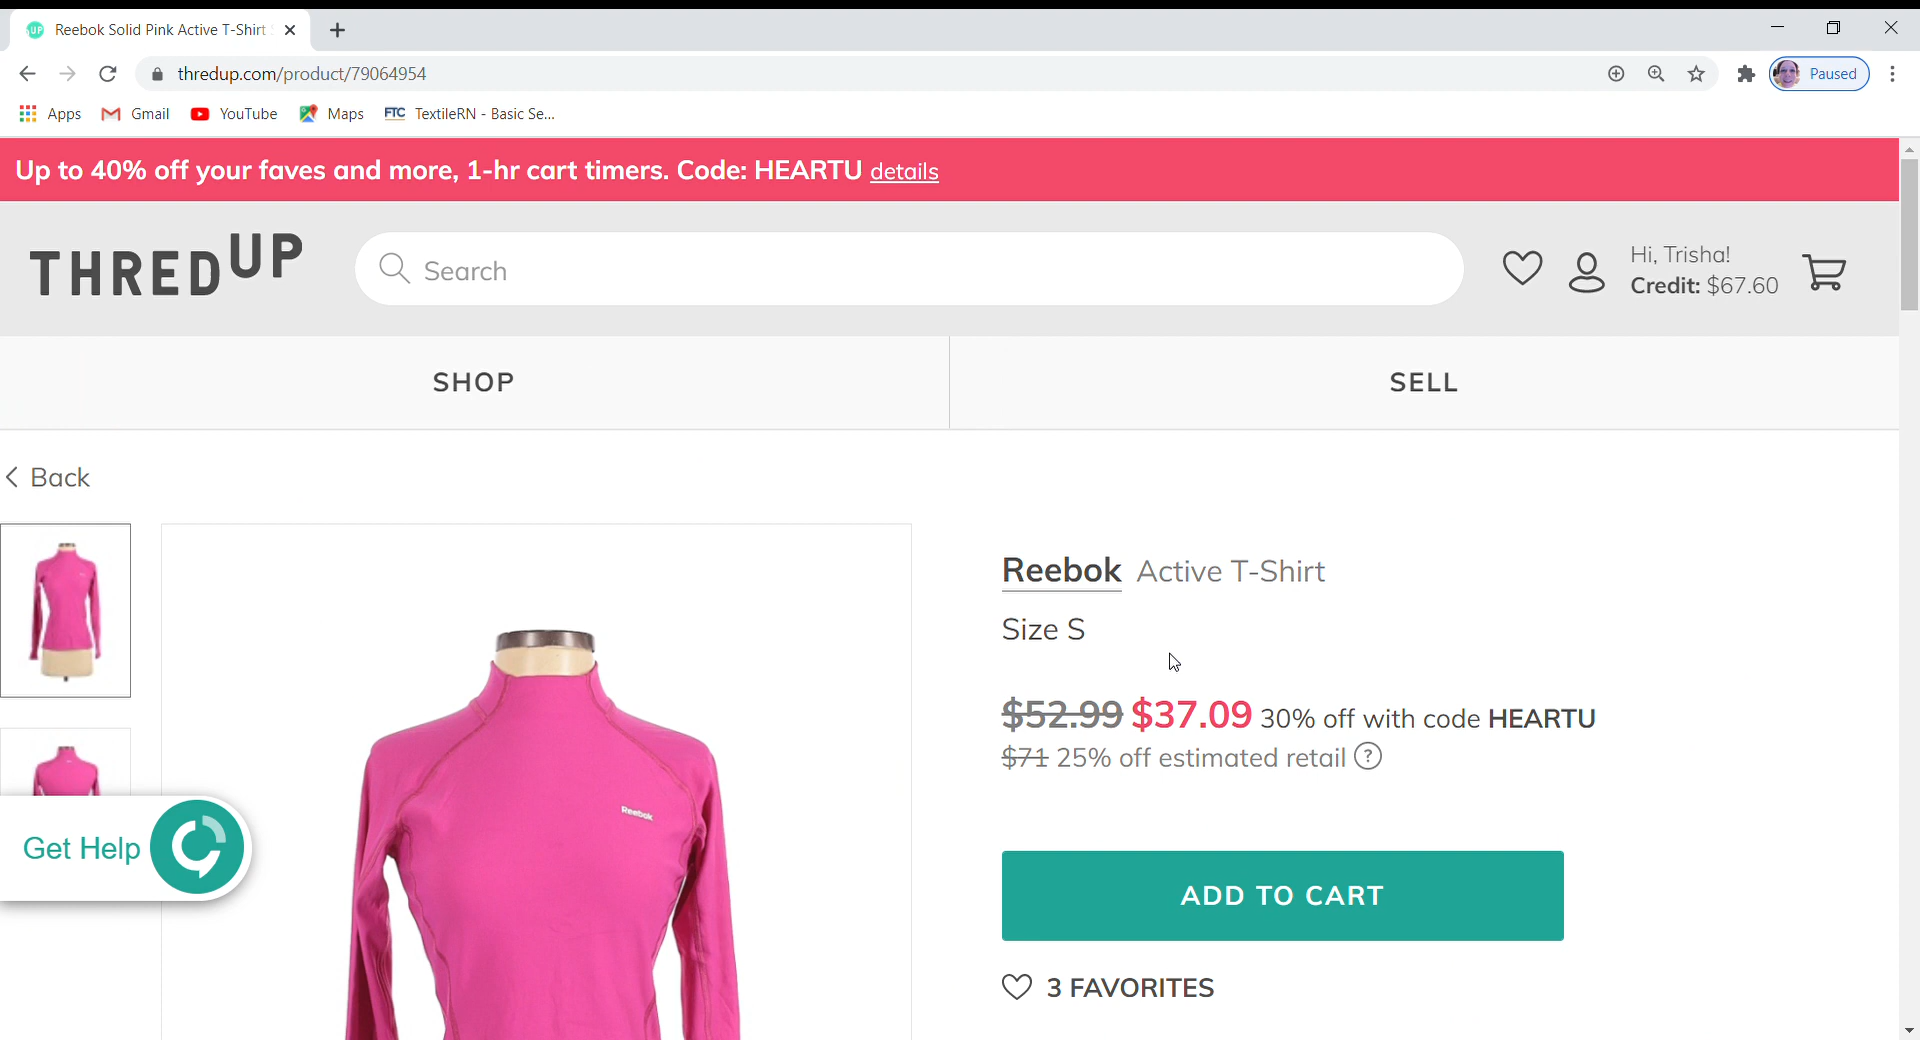 Reebok Solid Pink Active T-Shirt
thredup.com/product/79064954
Paused
Apps
Gmail
YouTube
Maps
FTC TextileRN - Basic Se...
Up to 40% off your faves and more, 1-hr cart timers. Code: HEARTU details
THREDUP
Search
Hi, Trisha!
Credit: $67.60
SHOP
SELL
Back
Reebok Active T-Shirt
Size S
$52.99 $37.09 30% off with code HEARTU
$71 25% off estimated retail ?
Reebok
Get Help
ADD TO CART
3 FAVORITES